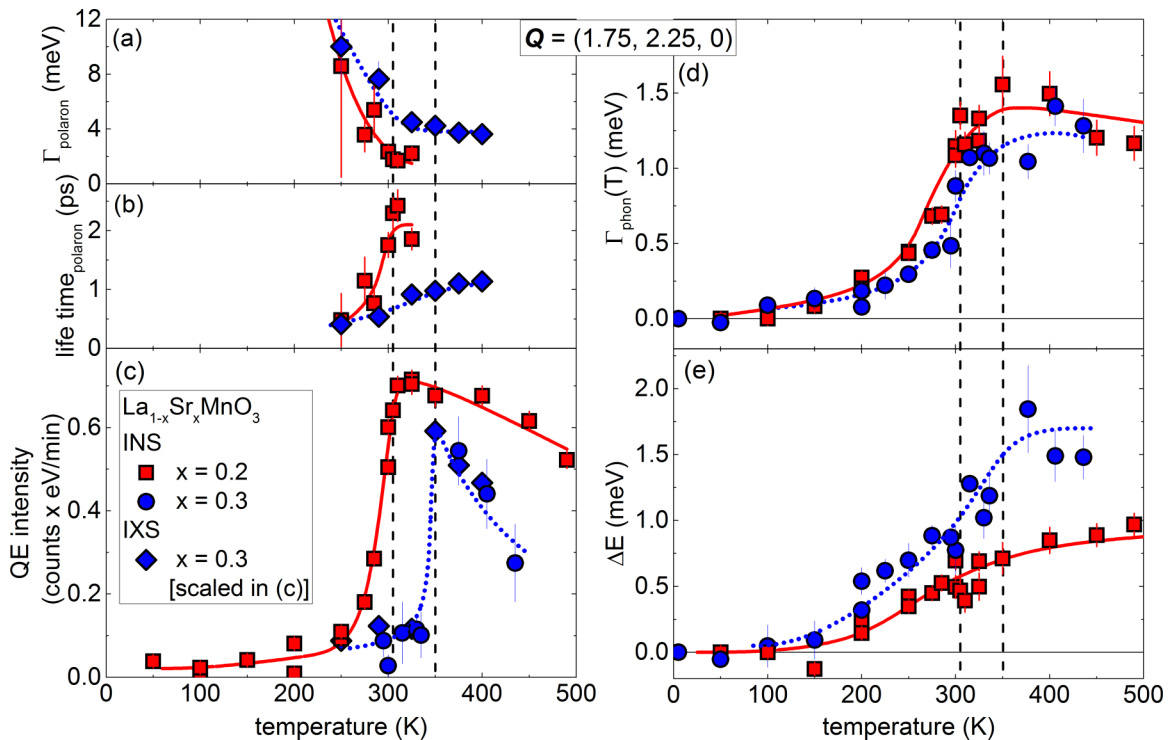 Q = (1.75, 2.25, 0)
(a)
Γpolaron (meV)
12
8
4
0
(b)
life timepolaron (ps)
2
1
0
(c)
QE intensity
(counts x eV/min)
0.6
0.4
0.2
0.0
La1-xSrxMnO3
INS
x = 0.2
x = 0.3
IXS
x = 0.3
[scaled in (c)]
0 100 200 300 400 500
temperature (K)
(d)
Γphon(T) (meV)
1.5
1.0
0.5
0.0
(e)
ΔE (meV)
2.0
1.5
1.0
0.5
0.0
0 100 200 300 400 500
temperature (K)